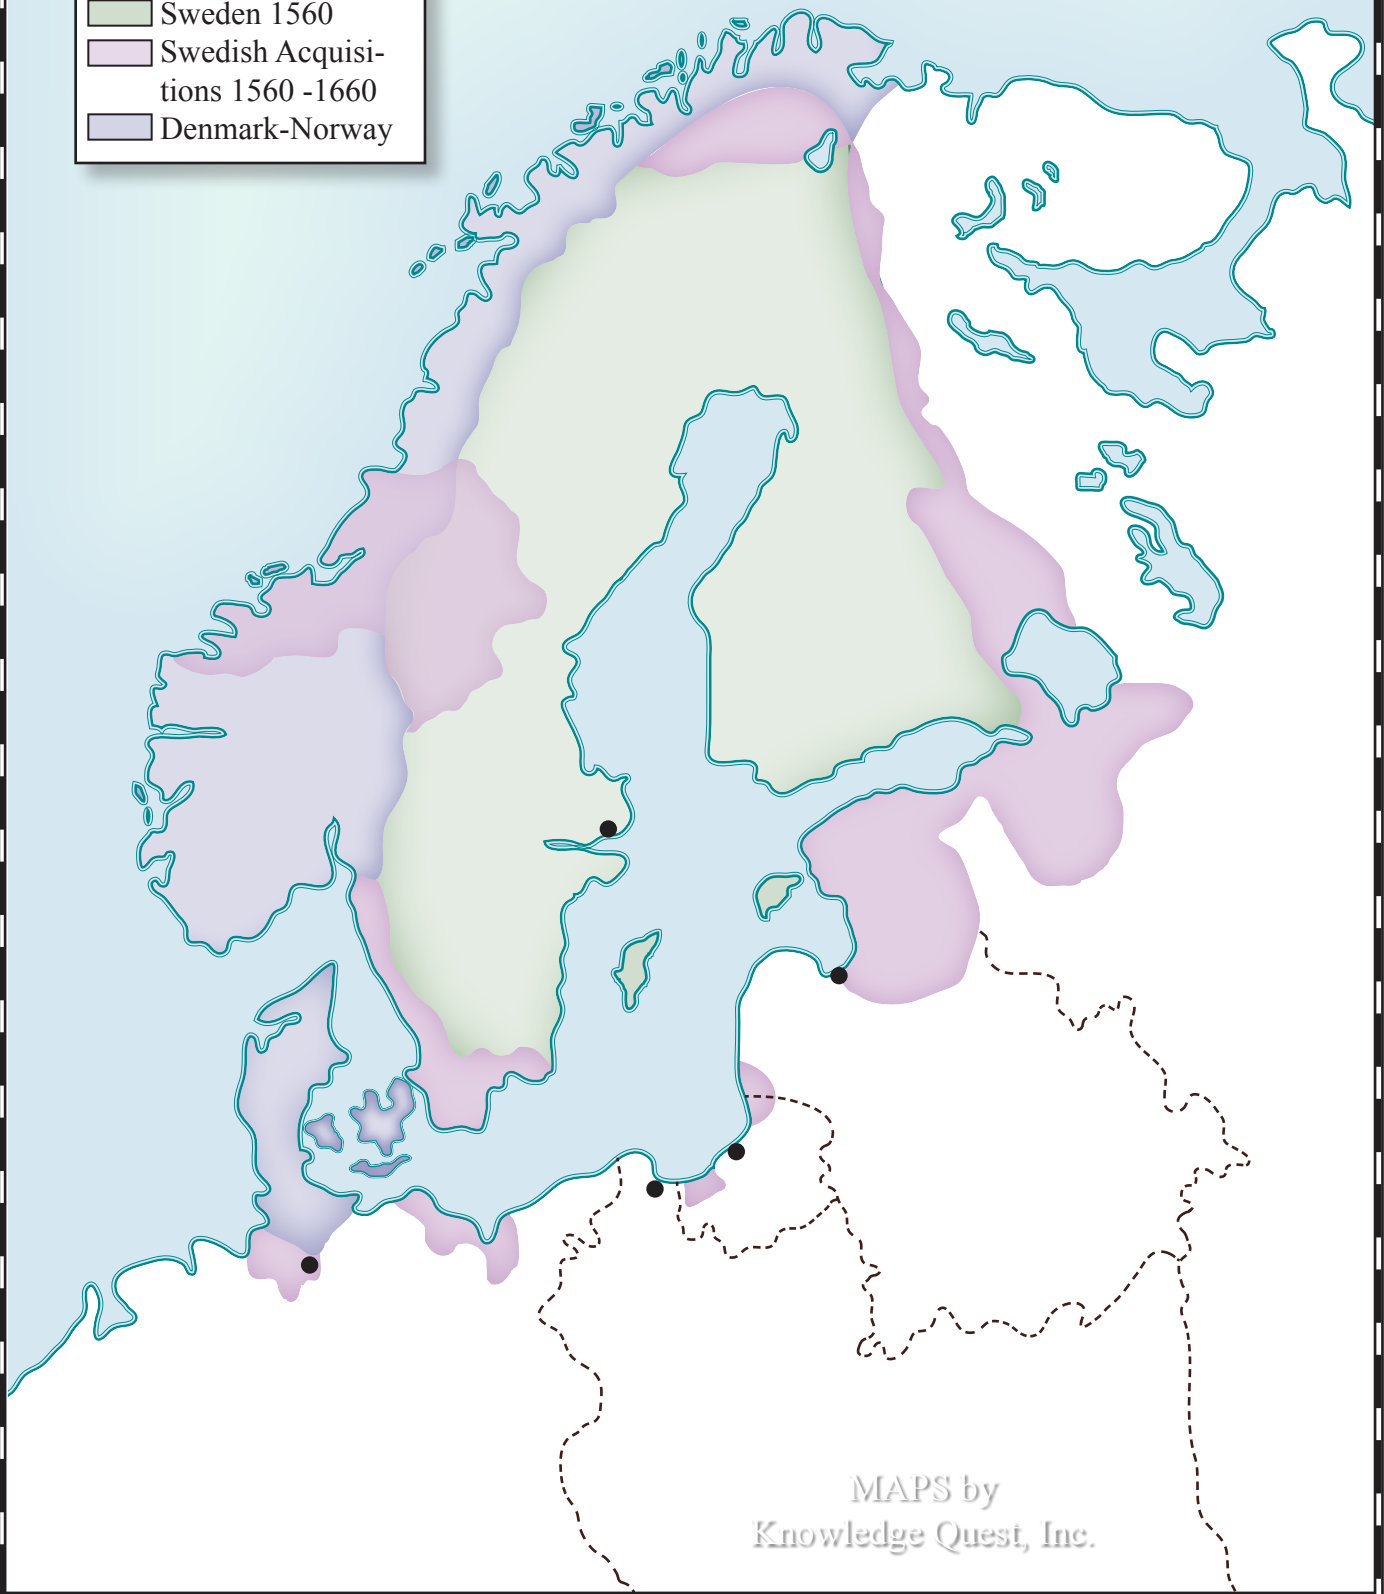 Sweden 1560
Swedish Acquisi-
tions 1560 -1660
Denmark-Norway
MAPS by
Knowledge Quest, Inc.